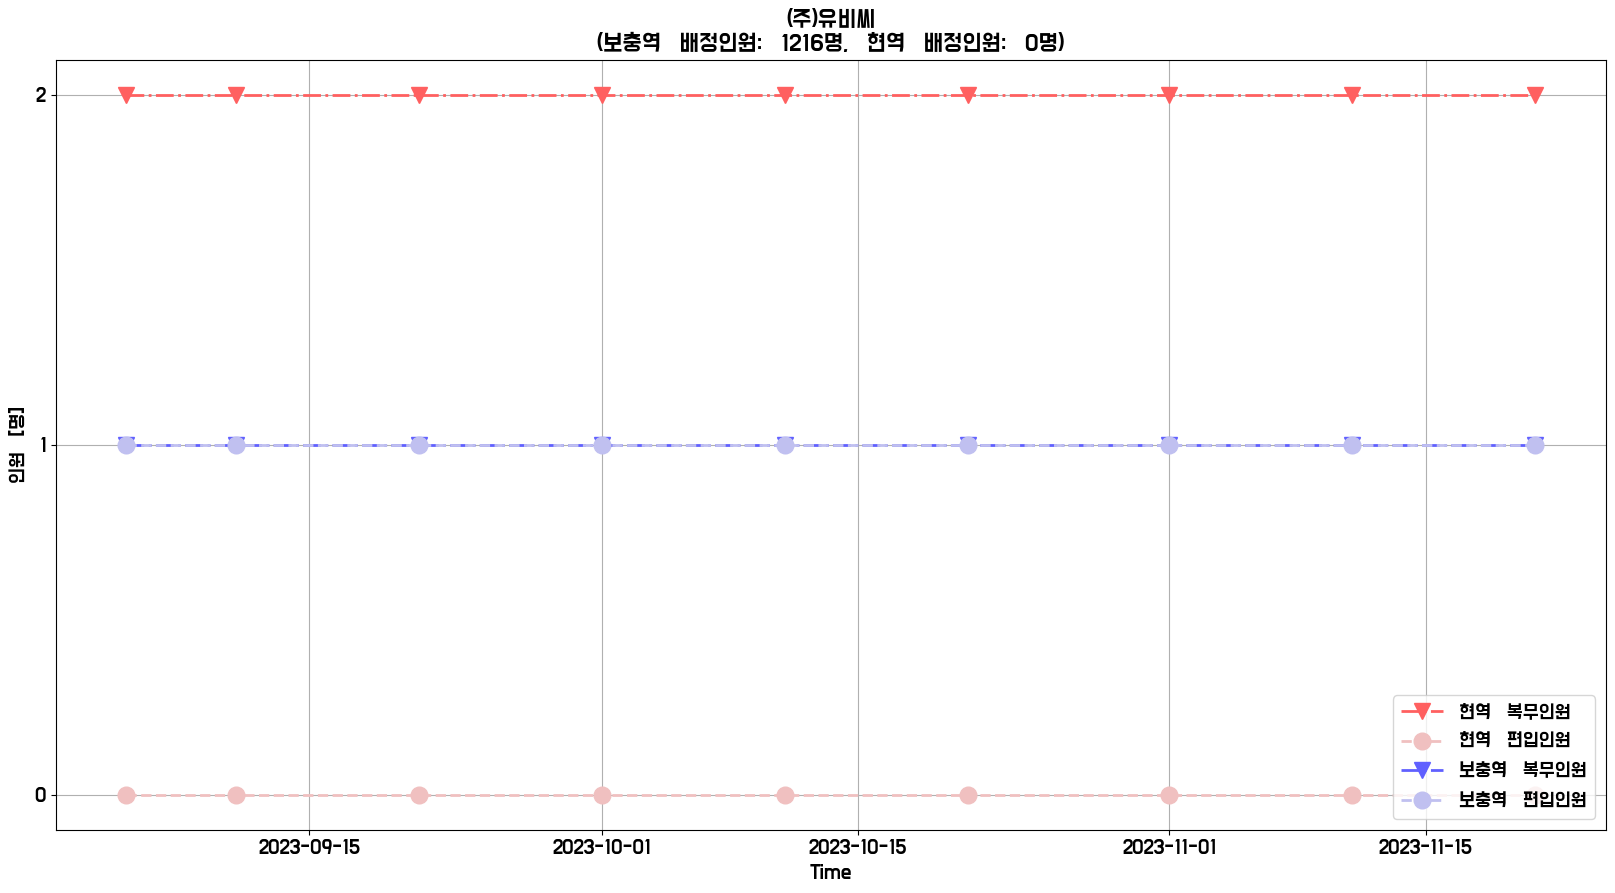 (주)유비씨
(보충역 배정인원: 1216명, 현역 배정인원: 0명)
2
1
0
인원 [명]
현역 복무인원
현역 편입인원
보충역 복무인원
보충역 편입인원
2023-09-15
2023-10-01
2023-10-15
2023-11-01
2023-11-15
Time